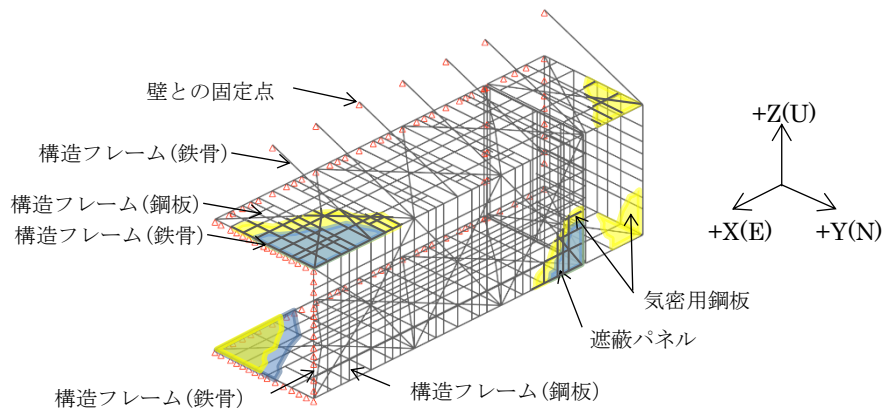 壁との固定点
+Z(U)
構造フレーム(鉄骨)
構造フレーム(鋼板)
構造フレーム(鉄骨)
+X(E)
+Y(N)
気密用鋼板
遮蔽パネル
構造フレーム(鉄骨)
構造フレーム(鋼板)